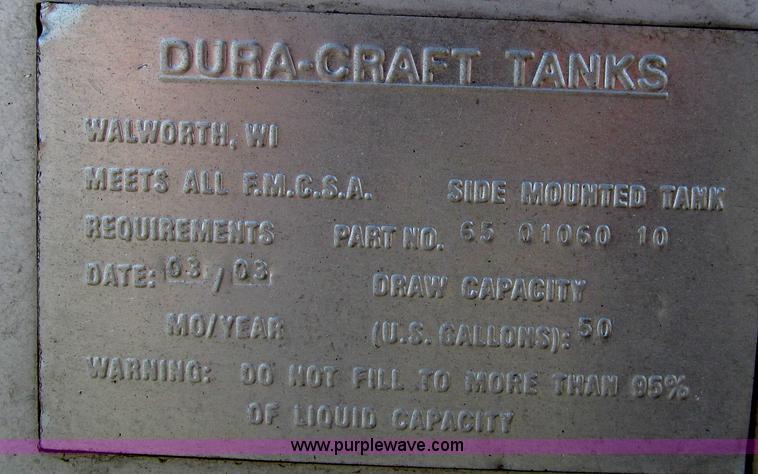 DURA-CRAFT TANKS
WALWORTH, WI
MEETS ALL F.M.C.S.A. SIDE MOUNTED TANK
REQUIREMENTS PART NO. 65 01060 10
DATE: 03 / 03 DRAW CAPACITY
MO/YEAR (U.S. GALLONS): 50
WARNING: DO NOT FILL TO MORE THAN 95%
OF LIQUID CAPACITY
www.purplewave.com